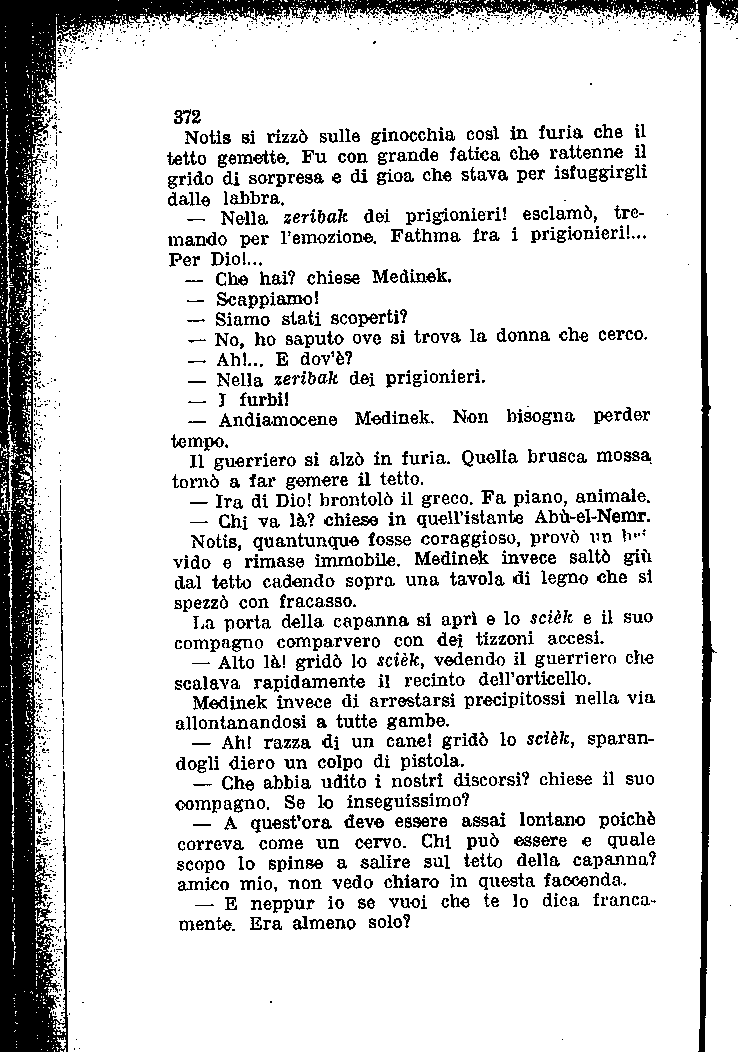 372
Notis si rizzò sulle ginocchia così in furia che il
tetto gemette. Fu con grande fatica che rattenne il
grido di sorpresa e di gioa che stava per isfuggirgli
dalle labbra.
— Nella zeribak dei prigionieri! esclamò, tre-
mando per l'emozione. Fathma fra i prigionieri!...
Per Dio!...
— Che hai? chiese Medinek.
— Scappiamo!
— Siamo stati scoperti?
— No, ho saputo ove si trova la donna che cerco.
— Ah!... E dov'è?
— Nella zeribak dei prigionieri.
— I furbi!
— Andiamocene Medinek. Non bisogna perder
tempo.
Il guerriero si alzò in furia. Quella brusca mossa
tornò a far gemere il tetto.
— Ira di Dio! brontolò il greco. Fa piano, animale.
— Chi va là? chiese in quell'istante Abù-el-Nemr.
Notis, quantunque fosse coraggioso, provò un
vido e rimase immobile. Medinek invece saltò giù
dal tetto cadendo sopra una tavola di legno che si
spezzò con fracasso.
La porta della capanna si aprì e lo scièk e il suo
compagno comparvero con dei tizzoni accesi.
— Alto là! gridò lo scièk, vedendo il guerriero che
scalava rapidamente il recinto dell'orticello.
Medinek invece di arrestarsi precipitossi nella via
allontanandosi a tutte gambe.
— Ah! razza di un cane! gridò lo scièk, sparan-
dogli diero un colpo di pistola.
— Che abbia udito i nostri discorsi? chiese il suo
compagno. Se lo inseguissimo?
— A quest'ora deve essere assai lontano poichè
correva come un cervo. Chi può essere e quale
scopo lo spinse a salire sul tetto della capanna?
amico mio, non vedo chiaro in questa faccenda.
— E neppur io se vuoi che te lo dica franca-
mente. Era almeno solo?